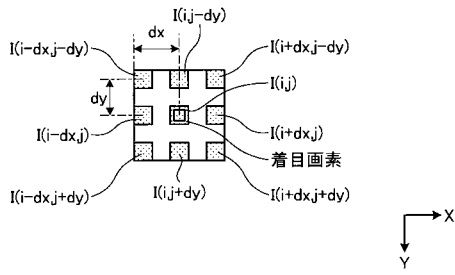 dx
I(i,j-dy)
I(i-dx,j-dy)
I(i+dx,j-dy)
dy
I(i,j)
I(i-dx,j)
I(i+dx,j)
着目画素
I(i-dx,j+dy)
I(i,j+dy)
I(i+dx,j+dy)
X
Y